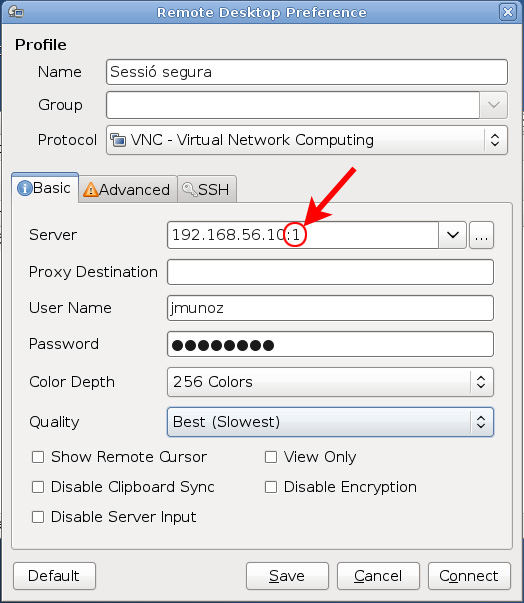 Remote Desktop Preference
Profile
Name Sessió segura
Group
Protocol VNC - Virtual Network Computing
Basic Advanced SSH
Server 192.168.56.10:1 ...
Proxy Destination
User Name jmunoz
Password ●●●●●●●●
Color Depth 256 Colors
Quality Best (Slowest)
Show Remote Cursor View Only
Disable Clipboard Sync Disable Encryption
Disable Server Input
Default Save Cancel Connect